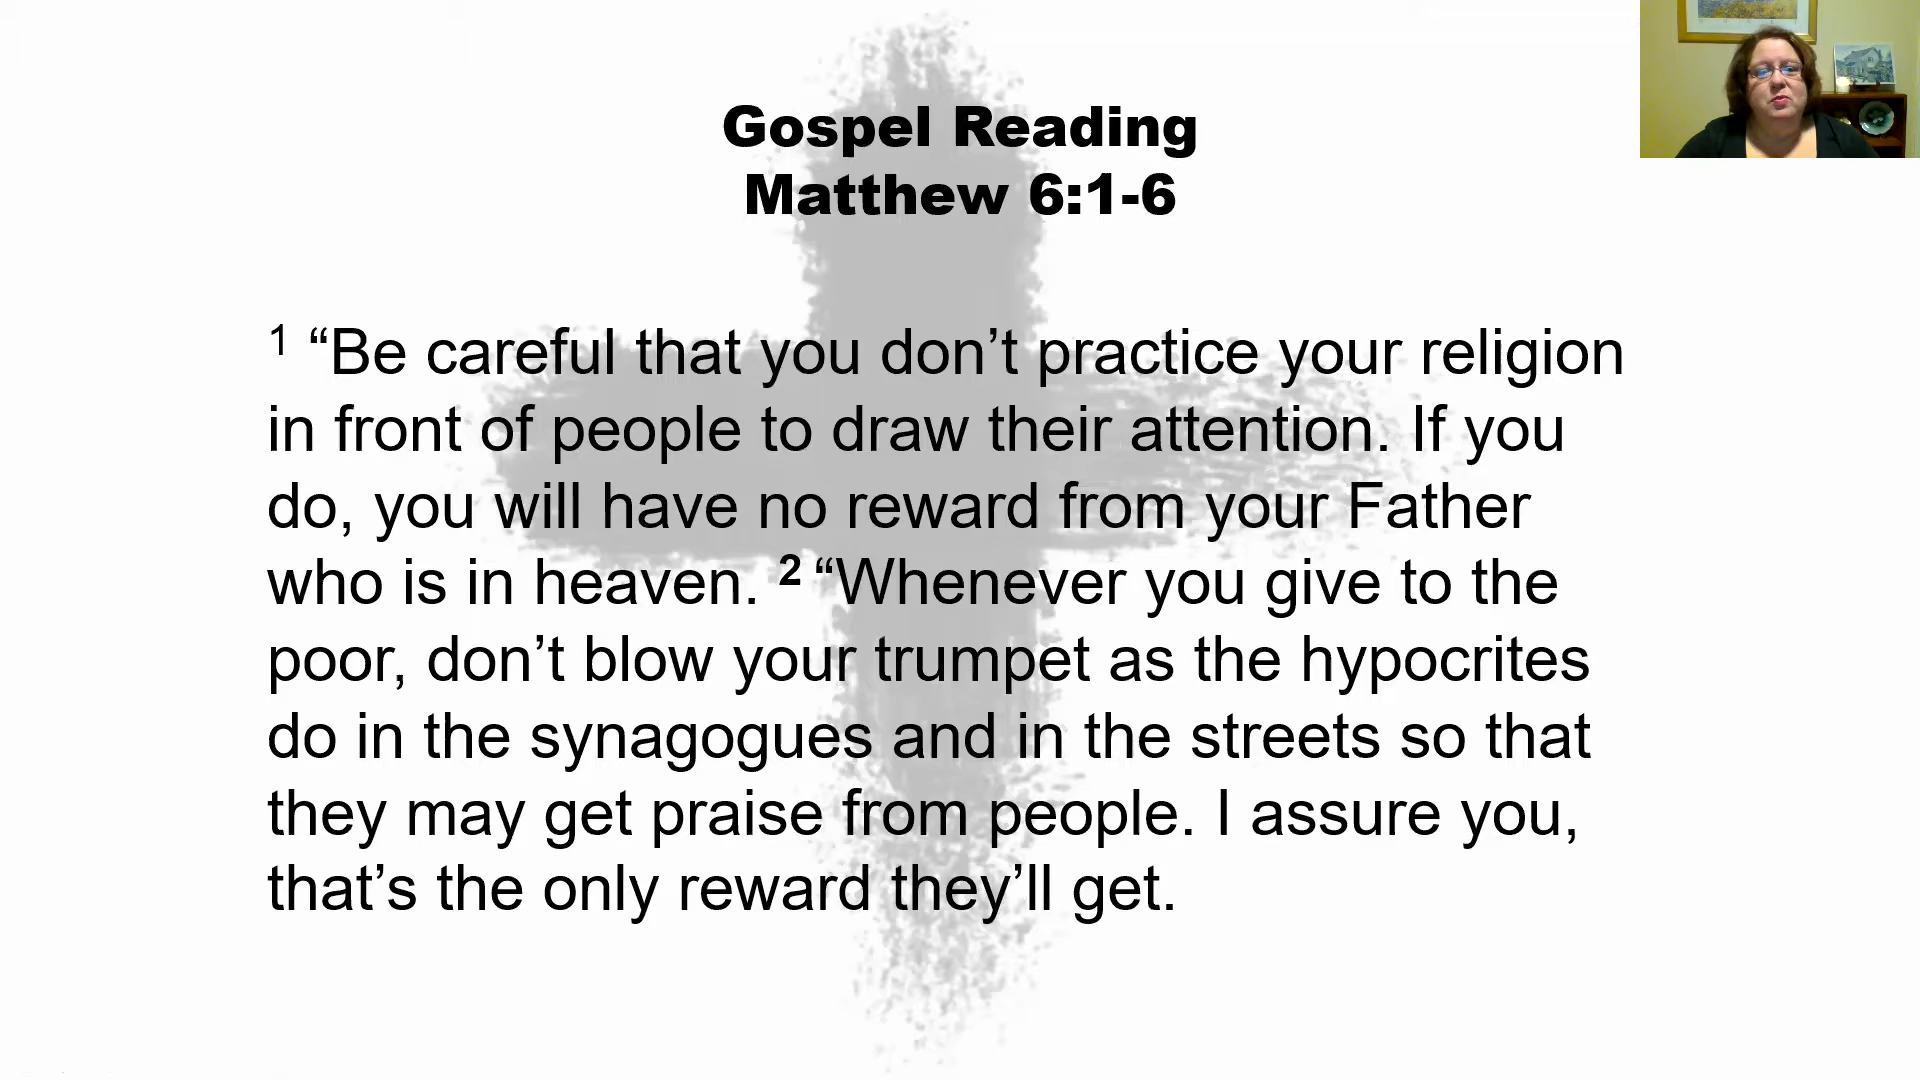 Gospel Reading
Matthew 6:1-6
1 “Be careful that you don’t practice your religion
in front of people to draw their attention. If you
do, you will have no reward from your Father
who is in heaven. 2 “Whenever you give to the
poor, don’t blow your trumpet as the hypocrites
do in the synagogues and in the streets so that
they may get praise from people. I assure you,
that’s the only reward they’ll get.